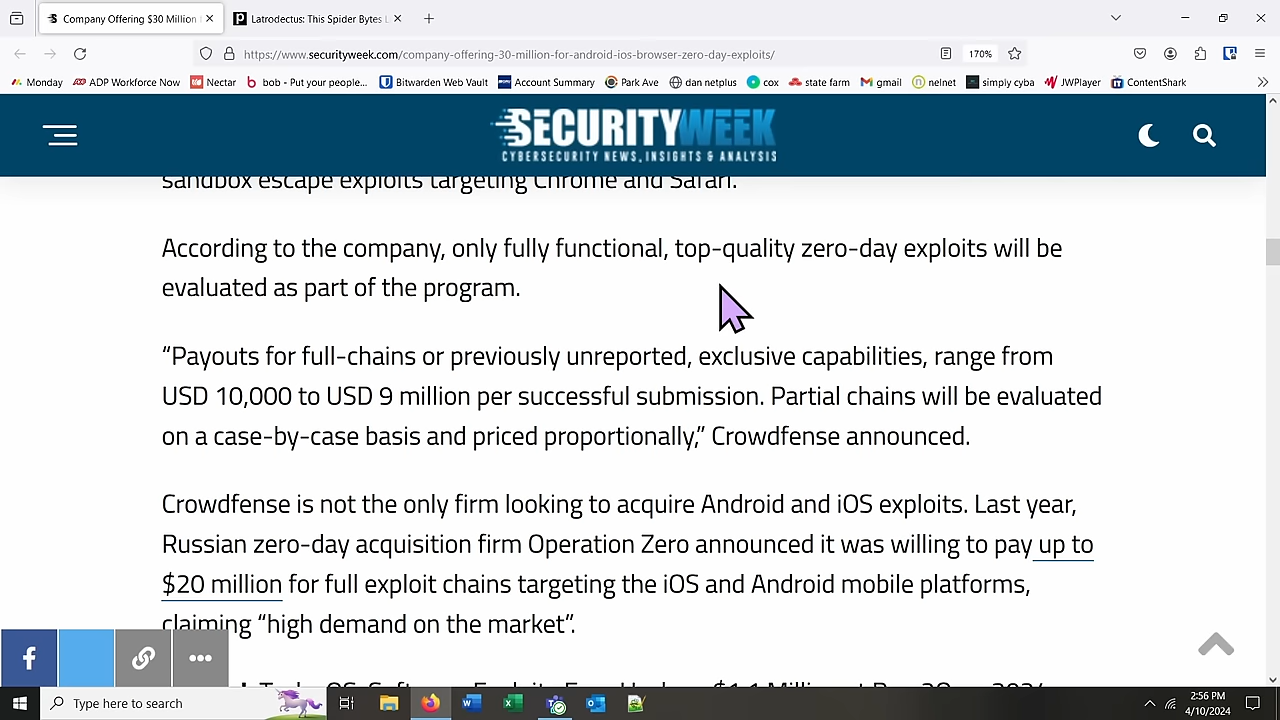 Company Offering $30 Million
Latrodectus: This Spider Bytes
https://www.securityweek.com/company-offering-30-million-for-android-ios-browser-zero-day-exploits/
170%
Monday
ADP Workforce Now
Nectar
bob - Put your people...
Bitwarden Web Vault
Account Summary
Park Ave
dan netplus
cox
state farm
gmail
nelnet
simply cyba
JWPlayer
ContentShark
SECURITYWEEK
CYBERSECURITY NEWS, INSIGHTS & ANALYSIS
sandbox escape exploits targeting Chrome and Safari.
According to the company, only fully functional, top-quality zero-day exploits will be
evaluated as part of the program.
“Payouts for full-chains or previously unreported, exclusive capabilities, range from
USD 10,000 to USD 9 million per successful submission. Partial chains will be evaluated
on a case-by-case basis and priced proportionally,” Crowdfense announced.
Crowdfense is not the only firm looking to acquire Android and iOS exploits. Last year,
Russian zero-day acquisition firm Operation Zero announced it was willing to pay up to
$20 million for full exploit chains targeting the iOS and Android mobile platforms,
claiming “high demand on the market”.
Type here to search
2:56 PM
4/10/2024